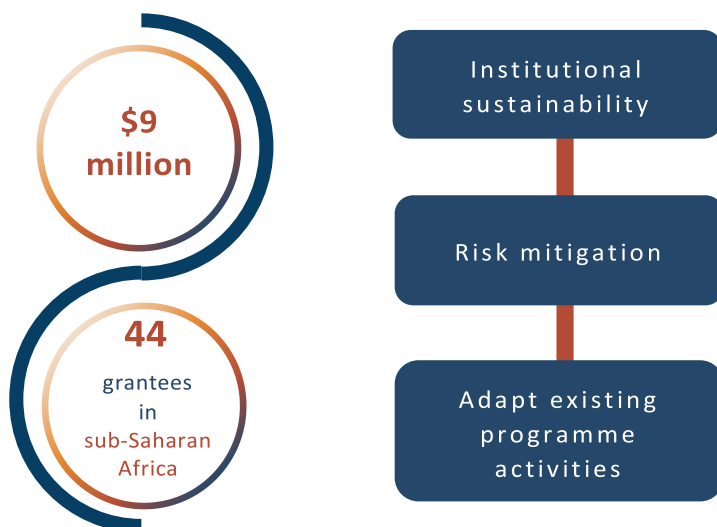 $9
million
44
grantees
in
sub-Saharan
Africa
Institutional
sustainability
Risk mitigation
Adapt existing
programme
activities